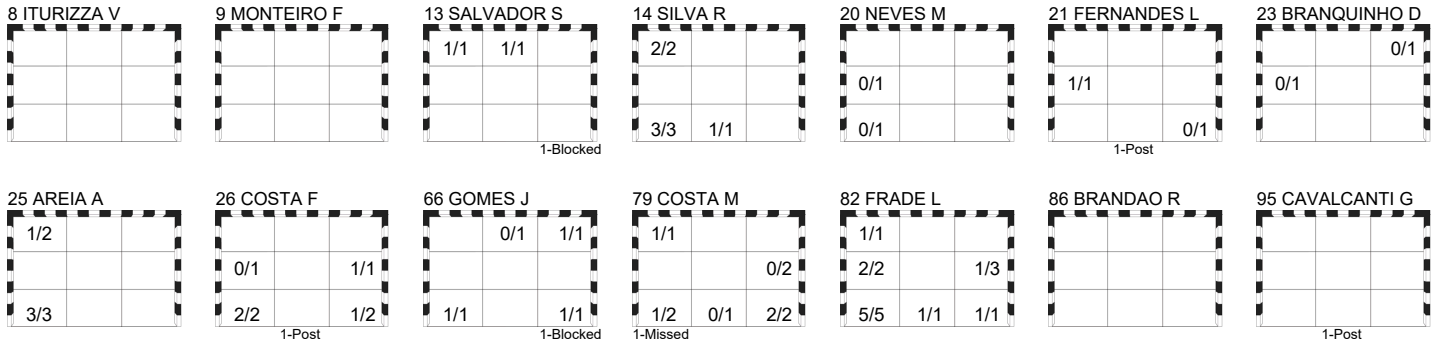 8 ITURIZZA V 9 MONTEIRO F 13 SALVADOR S 14 SILVA R 20 NEVES M 21 FERNANDES L 23 BRANQUINHO D
1/1 1/1 2/2 0/1
0/1 1/1 0/1
3/3 1/1 0/1 0/1
1-Blocked 1-Post
25 AREIA A 26 COSTA F 66 GOMES J 79 COSTA M 82 FRADE L 86 BRANDAO R 95 CAVALCANTI G
1/2 0/1 1/1 1/1 1/1
0/1 1/1 0/2 2/2 1/3
3/3 2/2 1/2 1/1 1/1 1/2 0/1 2/2 5/5 1/1 1/1
1-Post 1-Blocked 1-Missed 1-Post